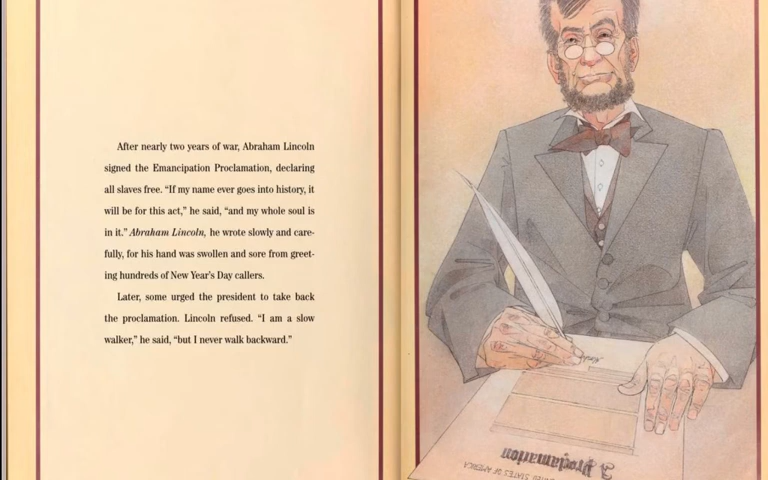 After nearly two years of war, Abraham Lincoln
signed the Emancipation Proclamation, declaring
all slaves free. “If my name ever goes into history, it
will be for this act,” he said, “and my whole soul is
in it.” Abraham Lincoln, he wrote slowly and care-
fully, for his hand was swollen and sore from greet-
ing hundreds of New Year’s Day callers.
Later, some urged the president to take back
the proclamation. Lincoln refused. “I am a slow
walker,” he said, “but I never walk backward.”
A Proclamation
STATES OF AMERICA